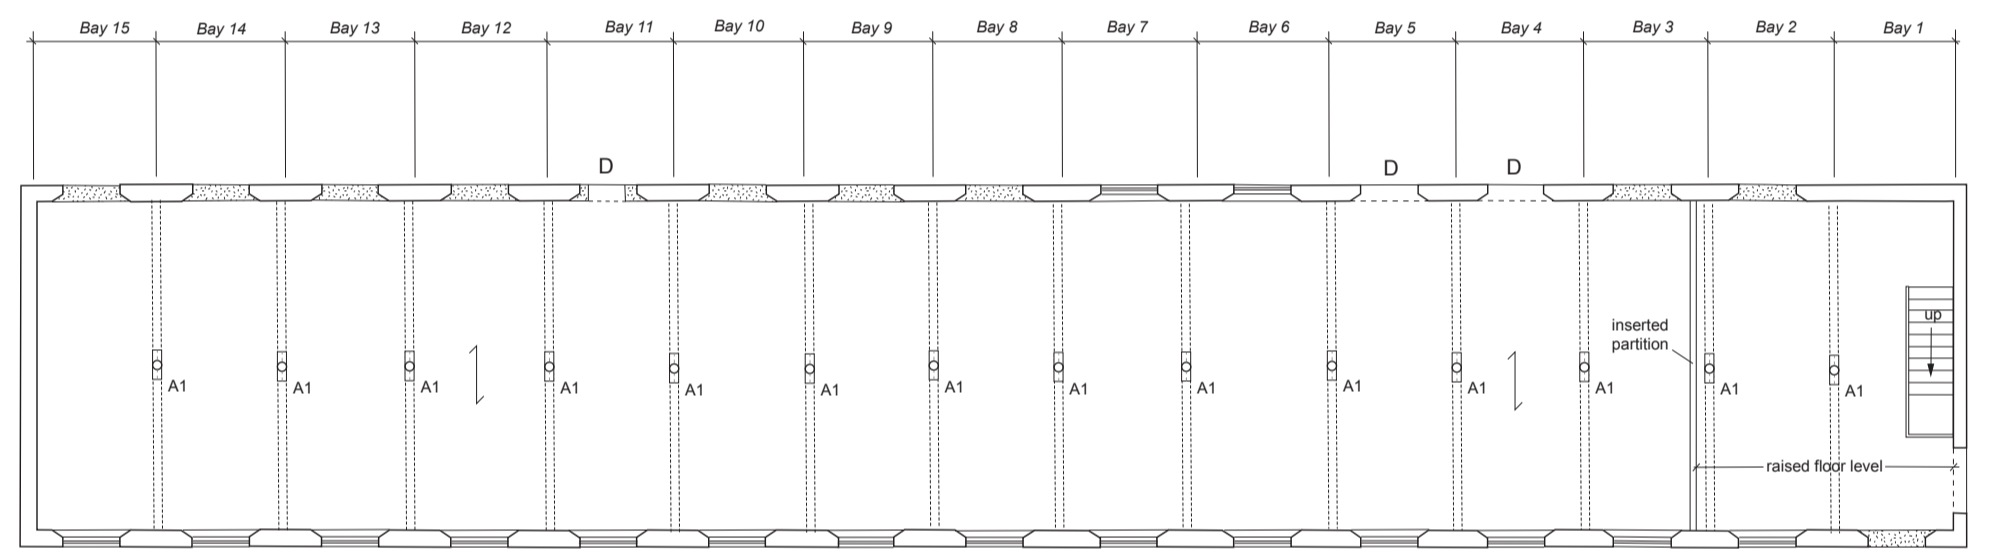 Bay 15 Bay 14 Bay 13 Bay 12 Bay 11 Bay 10 Bay 9 Bay 8 Bay 7 Bay 6 Bay 5 Bay 4 Bay 3 Bay 2 Bay 1
D D D
up
inserted
partition
A1 A1 A1 A1 A1 A1 A1 A1 A1 A1 A1 A1 A1 A1
raised floor level